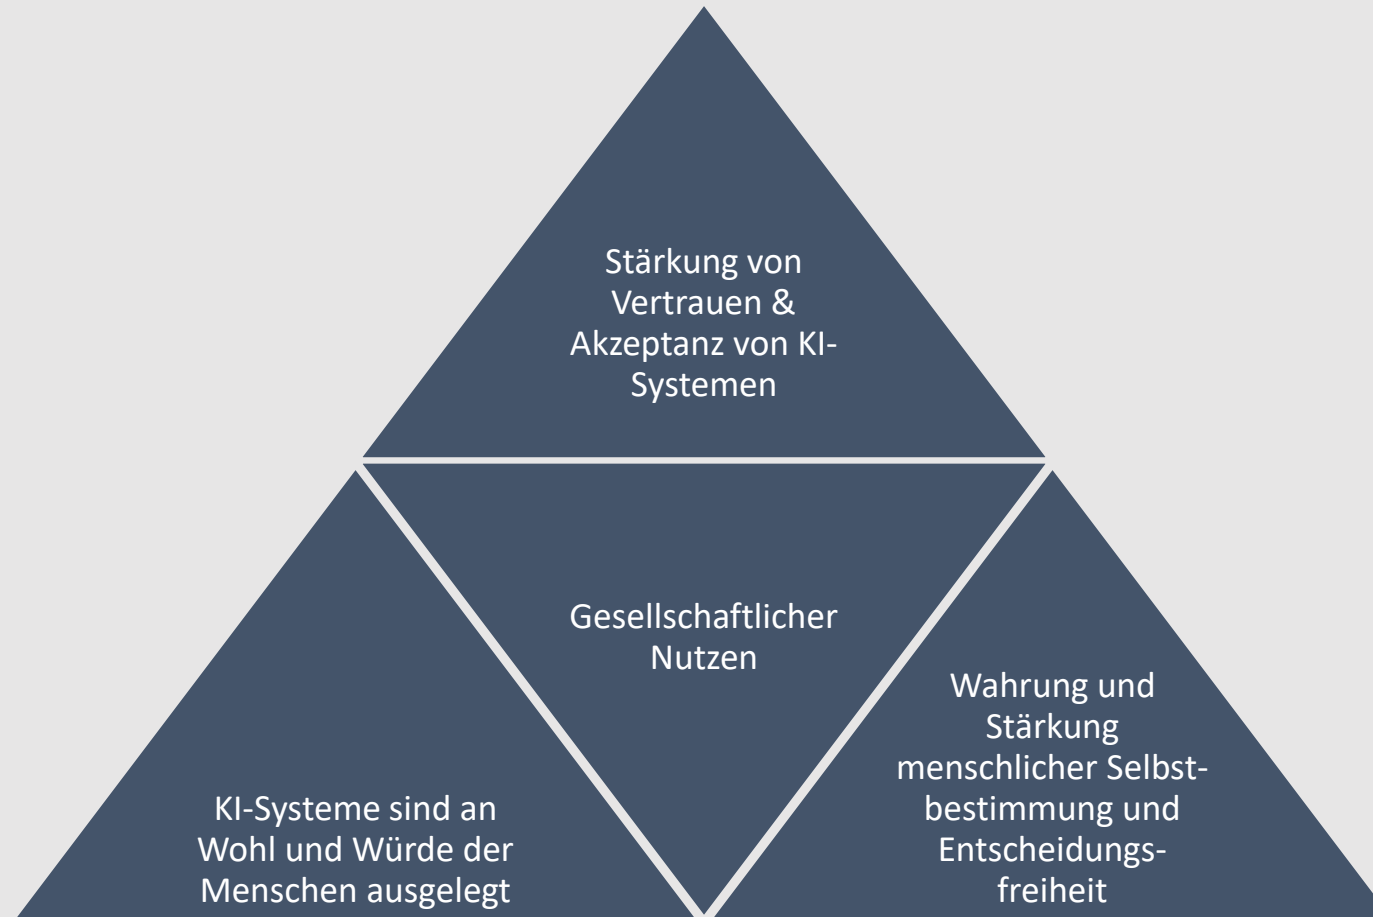 Stärkung von
Vertrauen &
Akzeptanz von KI-
Systemen
Gesellschaftlicher
Nutzen
KI-Systeme sind an
Wohl und Würde der
Menschen ausgelegt
Wahrung und
Stärkung
menschlicher Selbst-
bestimmung und
Entscheidungs-
freiheit